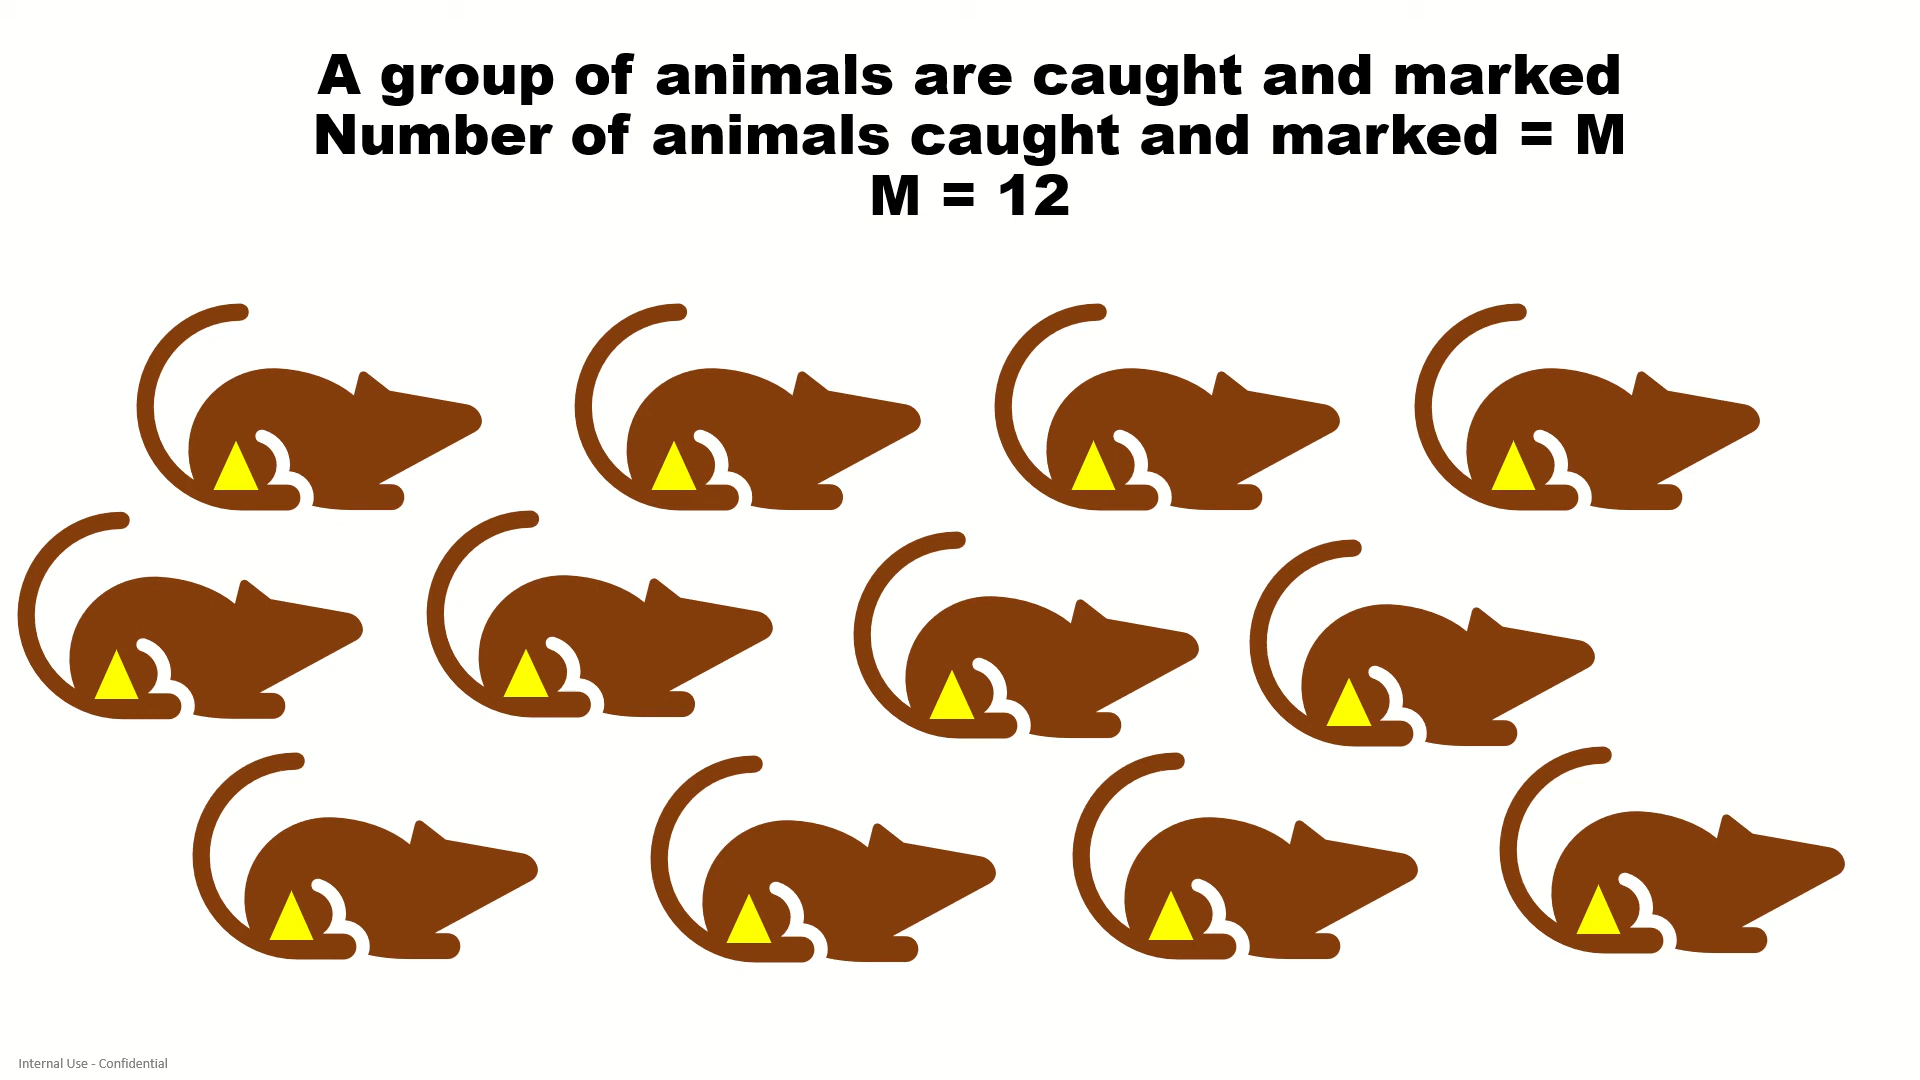 A group of animals are caught and marked
Number of animals caught and marked = M
M = 12
Internal Use - Confidential